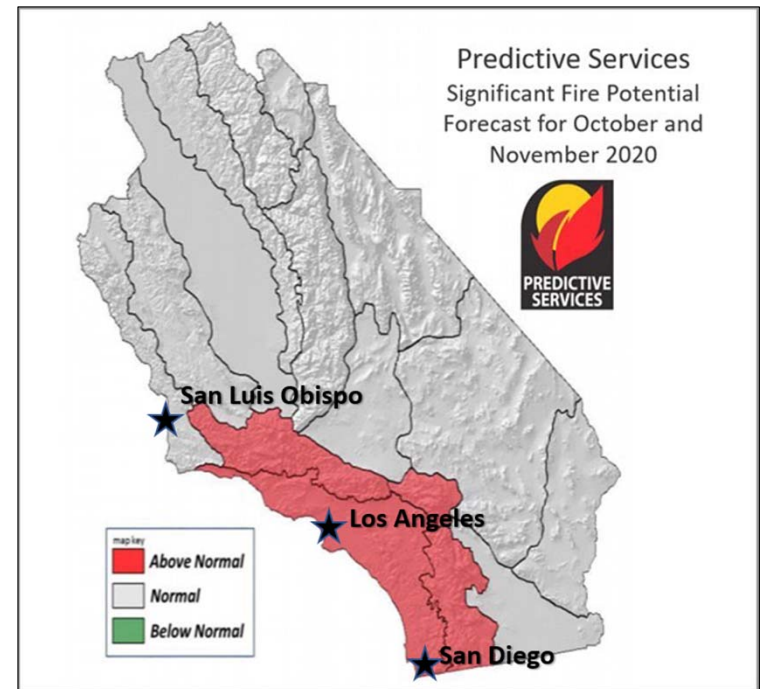 Predictive Services
Significant Fire Potential
Forecast for October and
November 2020
PREDICTIVE
SERVICES
San Luis Obispo
Los Angeles
map key
Above Normal
Normal
Below Normal
San Diego